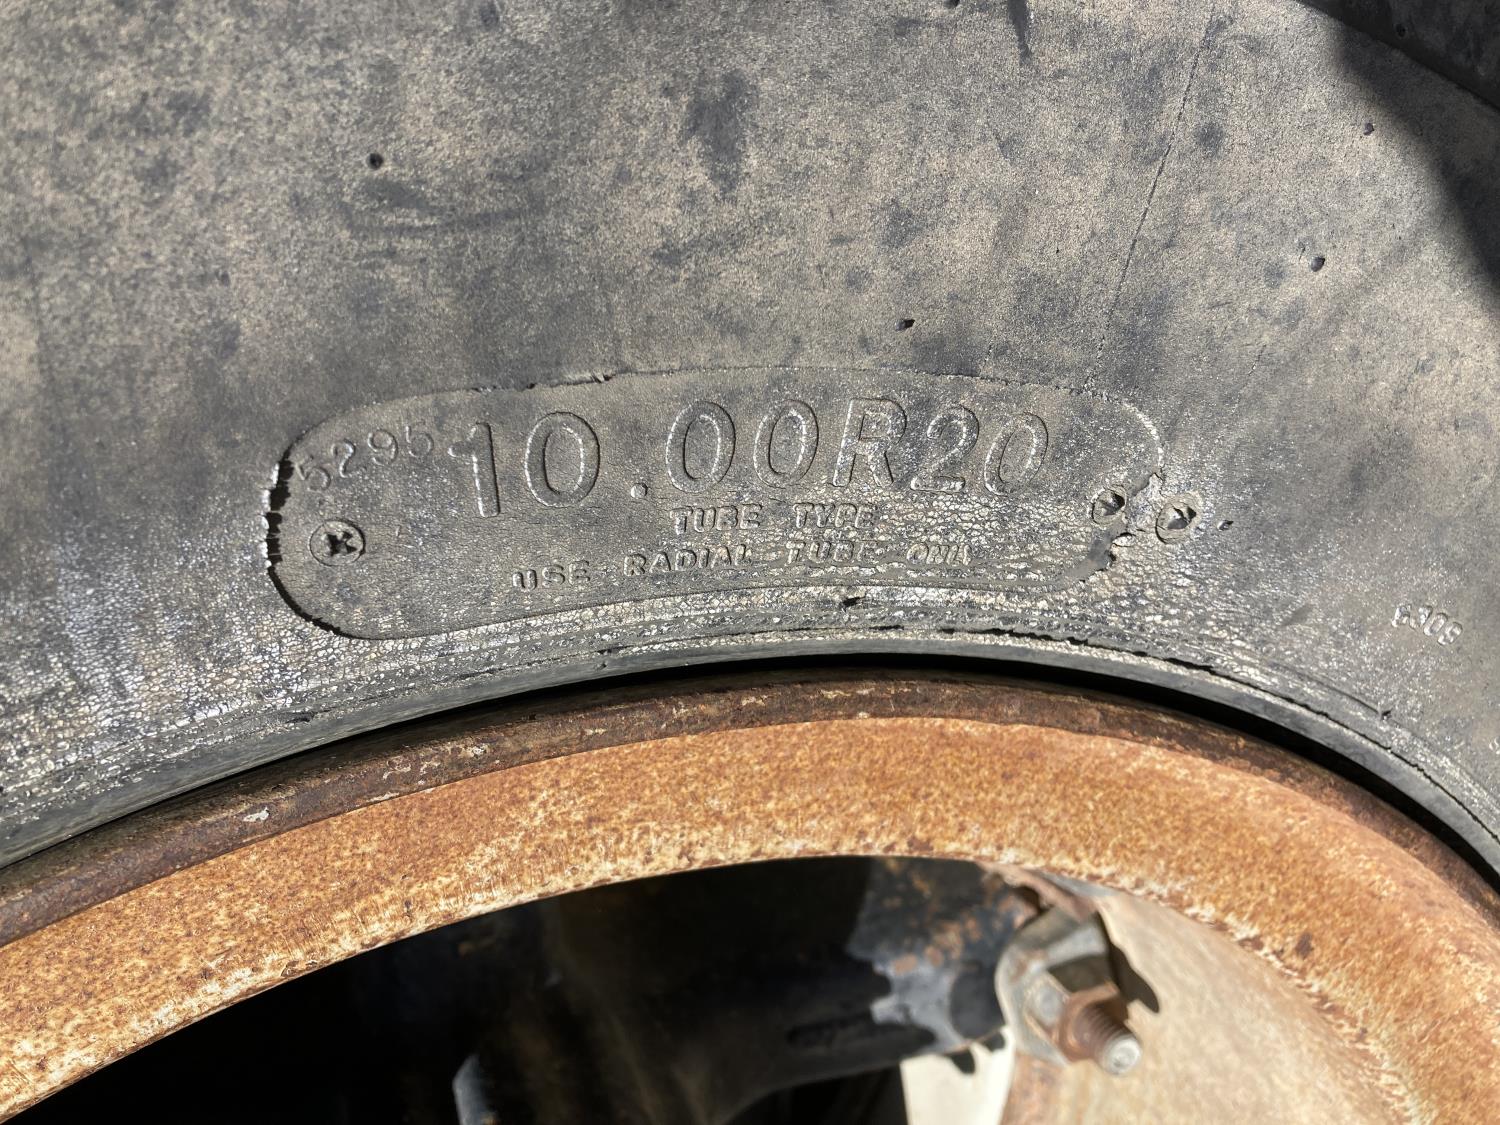 5295
10.00R20
TUBE TYPE
USE RADIAL TUBE ONLY